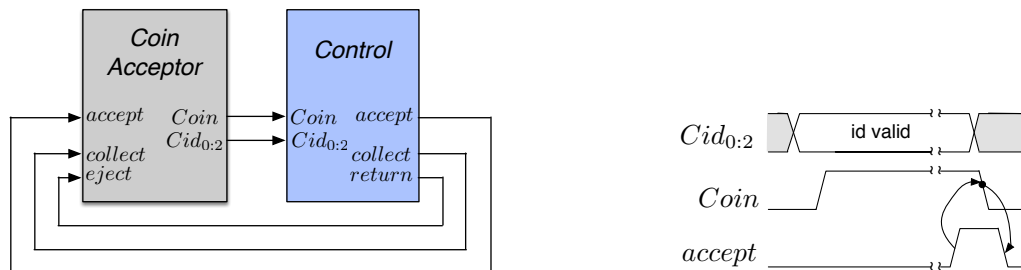 Coin Acceptor
Control
accept
Coin
Cid0:2
collect
eject
Coin
accept
Cid0:2
collect
return
Cid0:2
id valid
Coin
accept